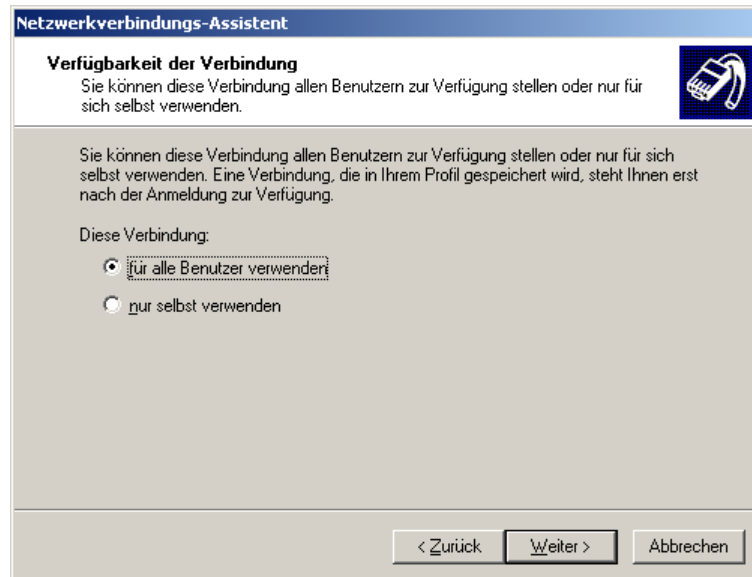 Netzwerkverbindungs-Assistent
Verfügbarkeit der Verbindung
Sie können diese Verbindung allen Benutzern zur Verfügung stellen oder nur für
sich selbst verwenden.
Sie können diese Verbindung allen Benutzern zur Verfügung stellen oder nur für sich
selbst verwenden. Eine Verbindung, die in Ihrem Profil gespeichert wird, steht Ihnen erst
nach der Anmeldung zur Verfügung.
Diese Verbindung:
für alle Benutzer verwenden
nur selbst verwenden
< Zurück Weiter > Abbrechen